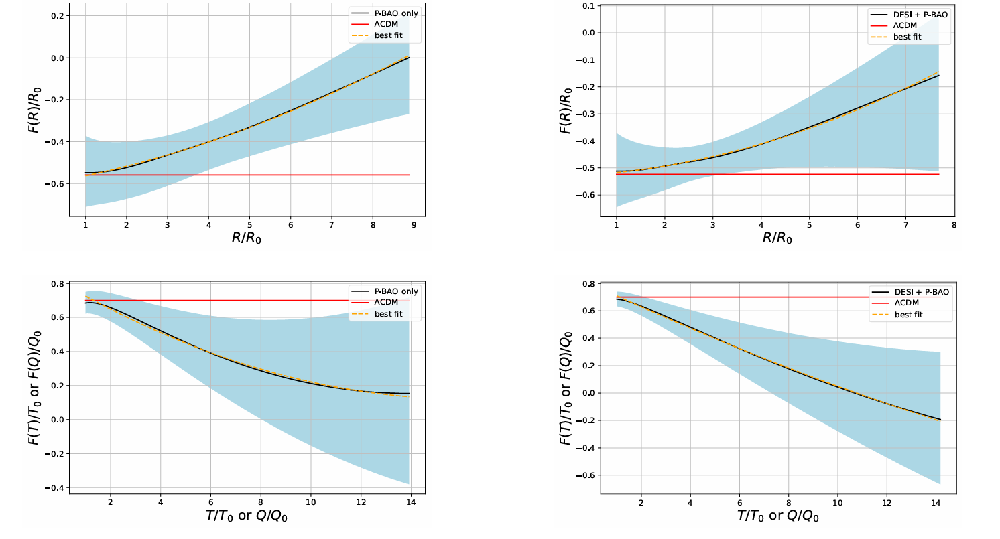 P-BAO only
ΛCDM
best fit
0.2
0.0
−0.2
−0.4
−0.6
F(R)/R₀
1 2 3 4 5 6 7 8 9
R/R₀
DESI + P-BAO
ΛCDM
best fit
0.1
0.0
−0.1
−0.2
−0.3
−0.4
−0.5
−0.6
F(R)/R₀
1 2 3 4 5 6 7 8
R/R₀
P-BAO only
ΛCDM
best fit
0.8
0.6
0.4
0.2
0.0
−0.2
−0.4
F(T)/T₀ or F(Q)/Q₀
2 4 6 8 10 12 14
T/T₀ or Q/Q₀
DESI + P-BAO
ΛCDM
best fit
0.8
0.6
0.4
0.2
0.0
−0.2
−0.4
−0.6
F(T)/T₀ or F(Q)/Q₀
2 4 6 8 10 12 14
T/T₀ or Q/Q₀